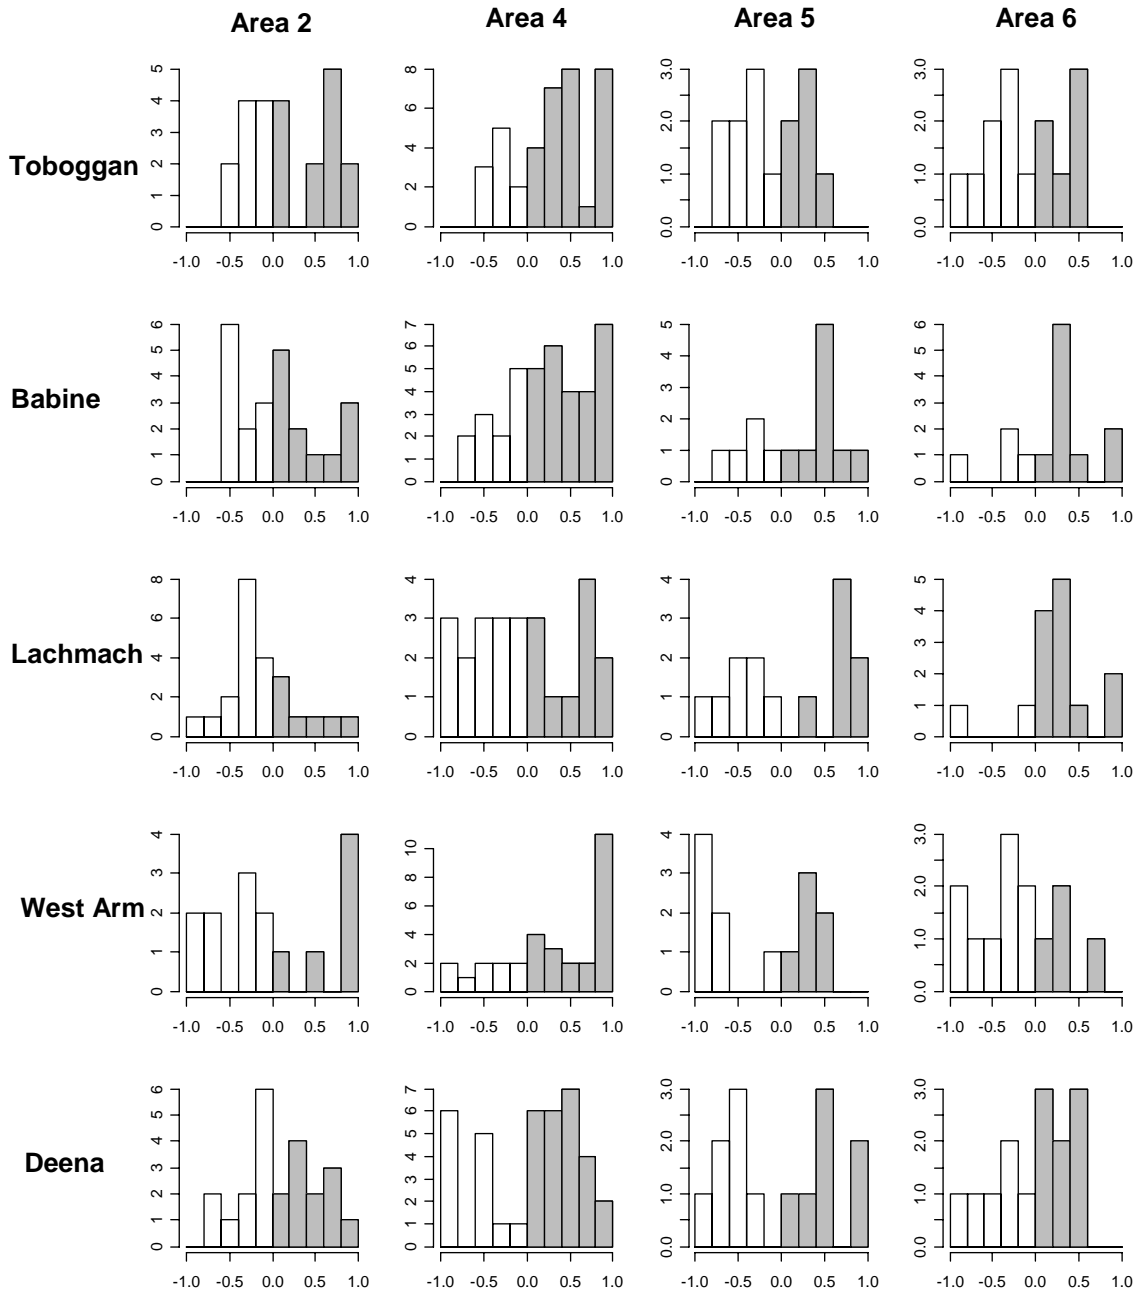 Area 2 Area 4 Area 5 Area 6
Toboggan
0 1 2 3 4 5
0 2 4 6 8
0.0 1.0 2.0 3.0
0.0 1.0 2.0 3.0
-1.0 -0.5 0.0 0.5 1.0 -1.0 -0.5 0.0 0.5 1.0 -1.0 -0.5 0.0 0.5 1.0 -1.0 -0.5 0.0 0.5 1.0
Babine
0 1 2 3 4 5 6
0 1 2 3 4 5 6 7
0 1 2 3 4 5
0 1 2 3 4 5 6
-1.0 -0.5 0.0 0.5 1.0 -1.0 -0.5 0.0 0.5 1.0 -1.0 -0.5 0.0 0.5 1.0 -1.0 -0.5 0.0 0.5 1.0
Lachmach
0 2 4 6 8
0 1 2 3 4
0 1 2 3 4
0 1 2 3 4 5
-1.0 -0.5 0.0 0.5 1.0 -1.0 -0.5 0.0 0.5 1.0 -1.0 -0.5 0.0 0.5 1.0 -1.0 -0.5 0.0 0.5 1.0
West Arm
0 1 2 3 4
0 2 4 6 8 10
0 1 2 3 4
0.0 1.0 2.0 3.0
-1.0 -0.5 0.0 0.5 1.0 -1.0 -0.5 0.0 0.5 1.0 -1.0 -0.5 0.0 0.5 1.0 -1.0 -0.5 0.0 0.5 1.0
Deena
0 1 2 3 4 5 6
0 1 2 3 4 5 6 7
0.0 1.0 2.0 3.0
0.0 1.0 2.0 3.0
-1.0 -0.5 0.0 0.5 1.0 -1.0 -0.5 0.0 0.5 1.0 -1.0 -0.5 0.0 0.5 1.0 -1.0 -0.5 0.0 0.5 1.0